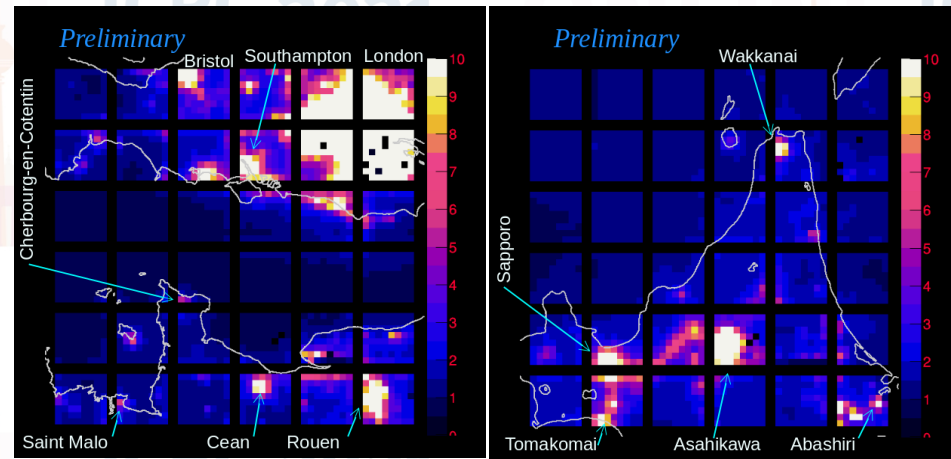 Preliminary
Bristol
Southampton
London
Cherbourg-en-Cotentin
10
9
8
7
6
5
4
3
2
1
0
Saint Malo
Cean
Rouen
Preliminary
Wakkanai
Sapporo
10
9
8
7
6
5
4
3
2
1
0
Tomakomai
Asahikawa
Abashiri